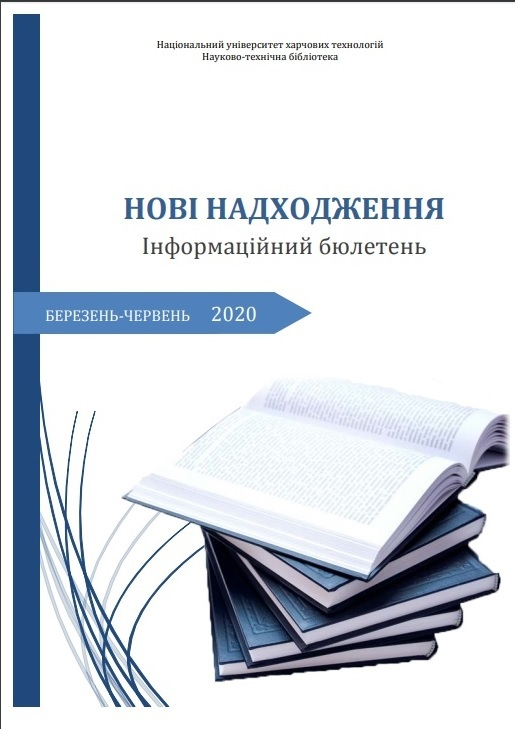 Національний університет харчових технологій
Науково-технічна бібліотека
НОВІ НАДХОДЖЕННЯ
Інформаційний бюлетень
БЕРЕЗЕНЬ-ЧЕРВЕНЬ 2020